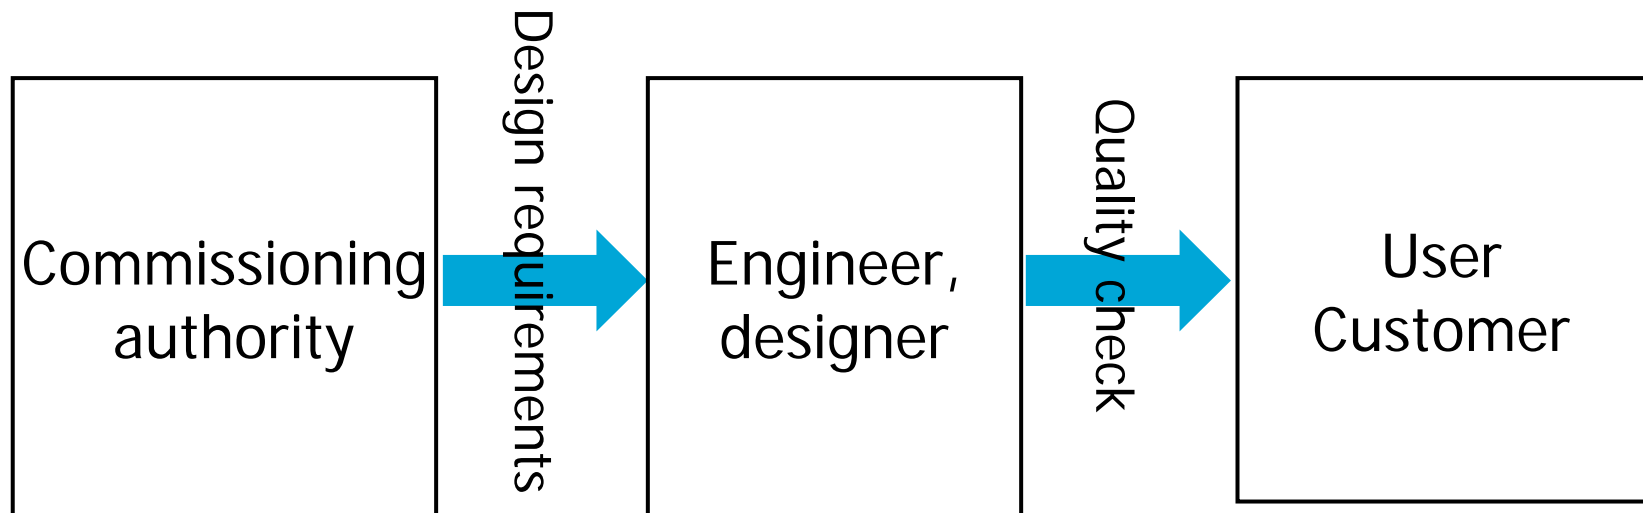 Commissioning
authority
Design requirements
Engineer,
designer
Quality check
User
Customer